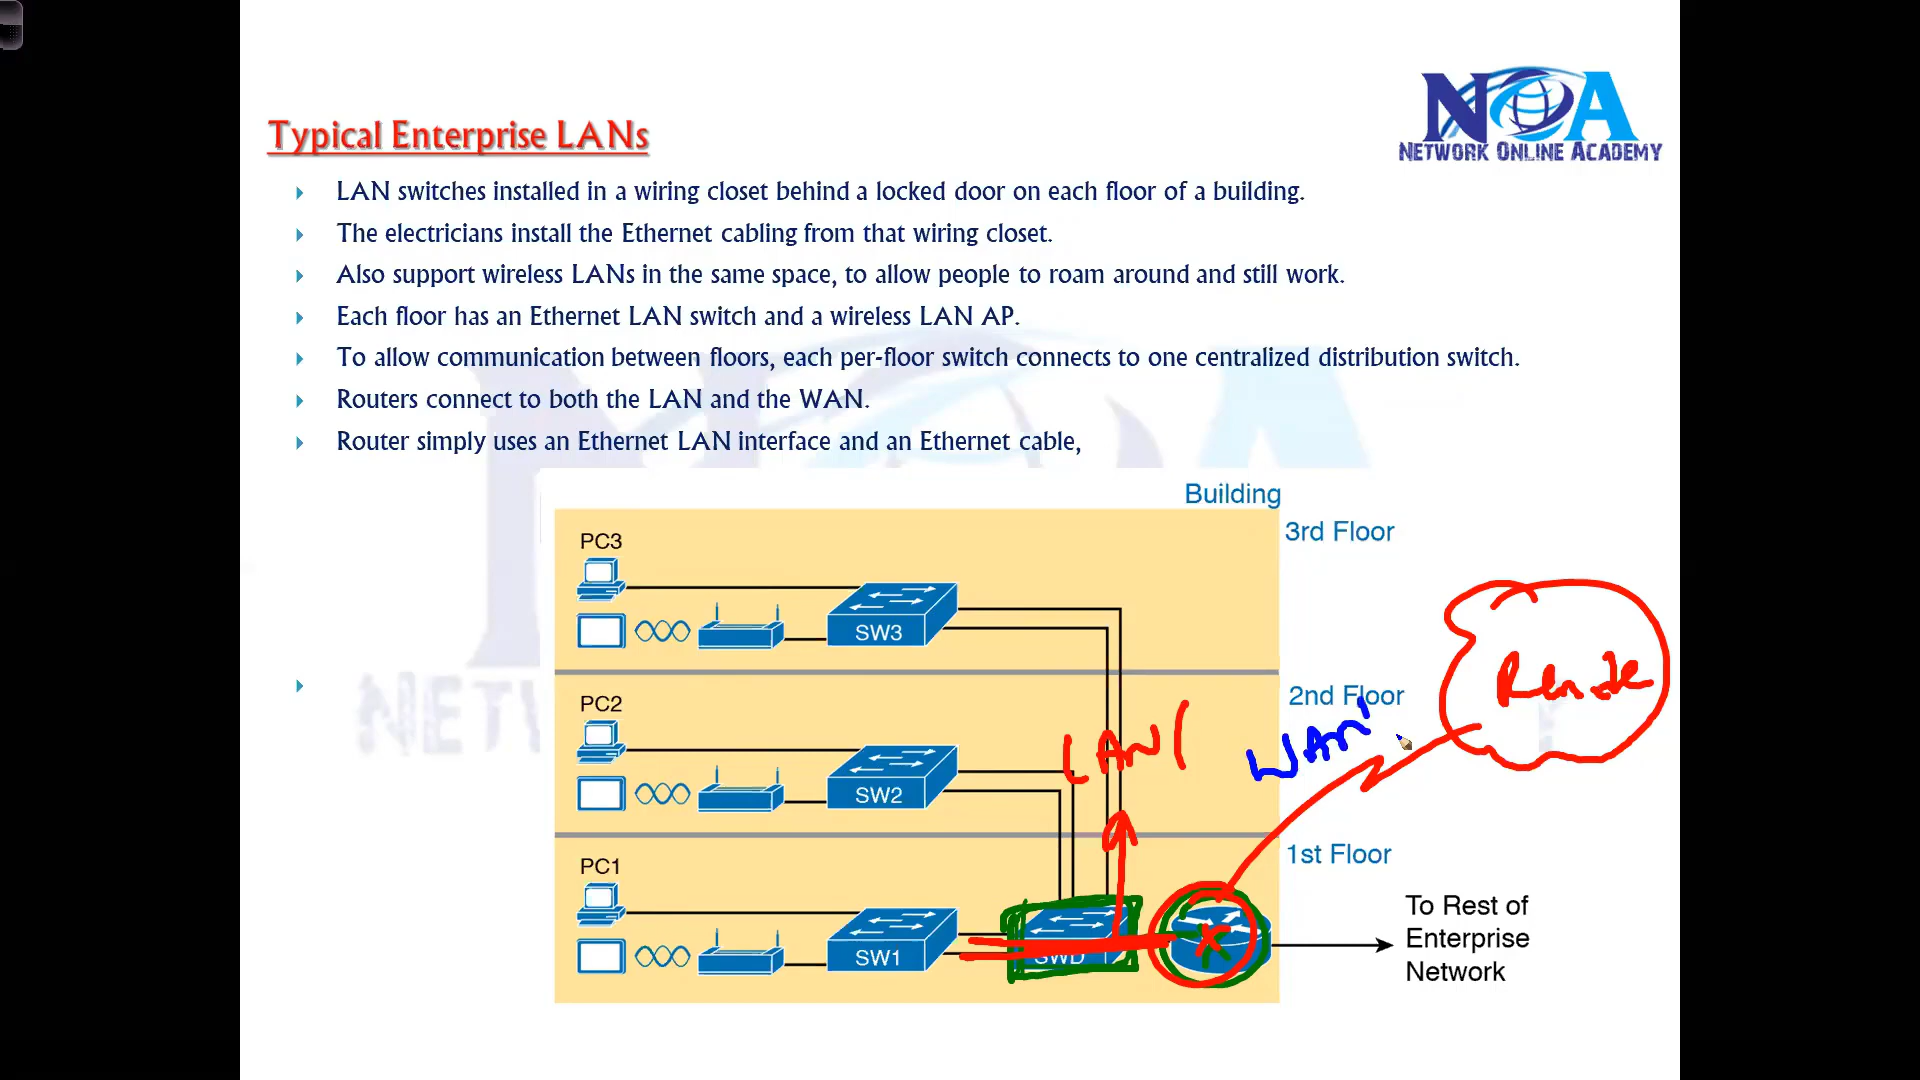 NOA
NETWORK ONLINE ACADEMY
Typical Enterprise LANs
LAN switches installed in a wiring closet behind a locked door on each floor of a building.
The electricians install the Ethernet cabling from that wiring closet.
Also support wireless LANs in the same space, to allow people to roam around and still work.
Each floor has an Ethernet LAN switch and a wireless LAN AP.
To allow communication between floors, each per-floor switch connects to one centralized distribution switch.
Routers connect to both the LAN and the WAN.
Router simply uses an Ethernet LAN interface and an Ethernet cable,
Building
3rd Floor
PC3
SW3
2nd Floor
PC2
SW2
LAN
WAN
1st Floor
PC1
SW1
SWD
To Rest of
Enterprise
Network